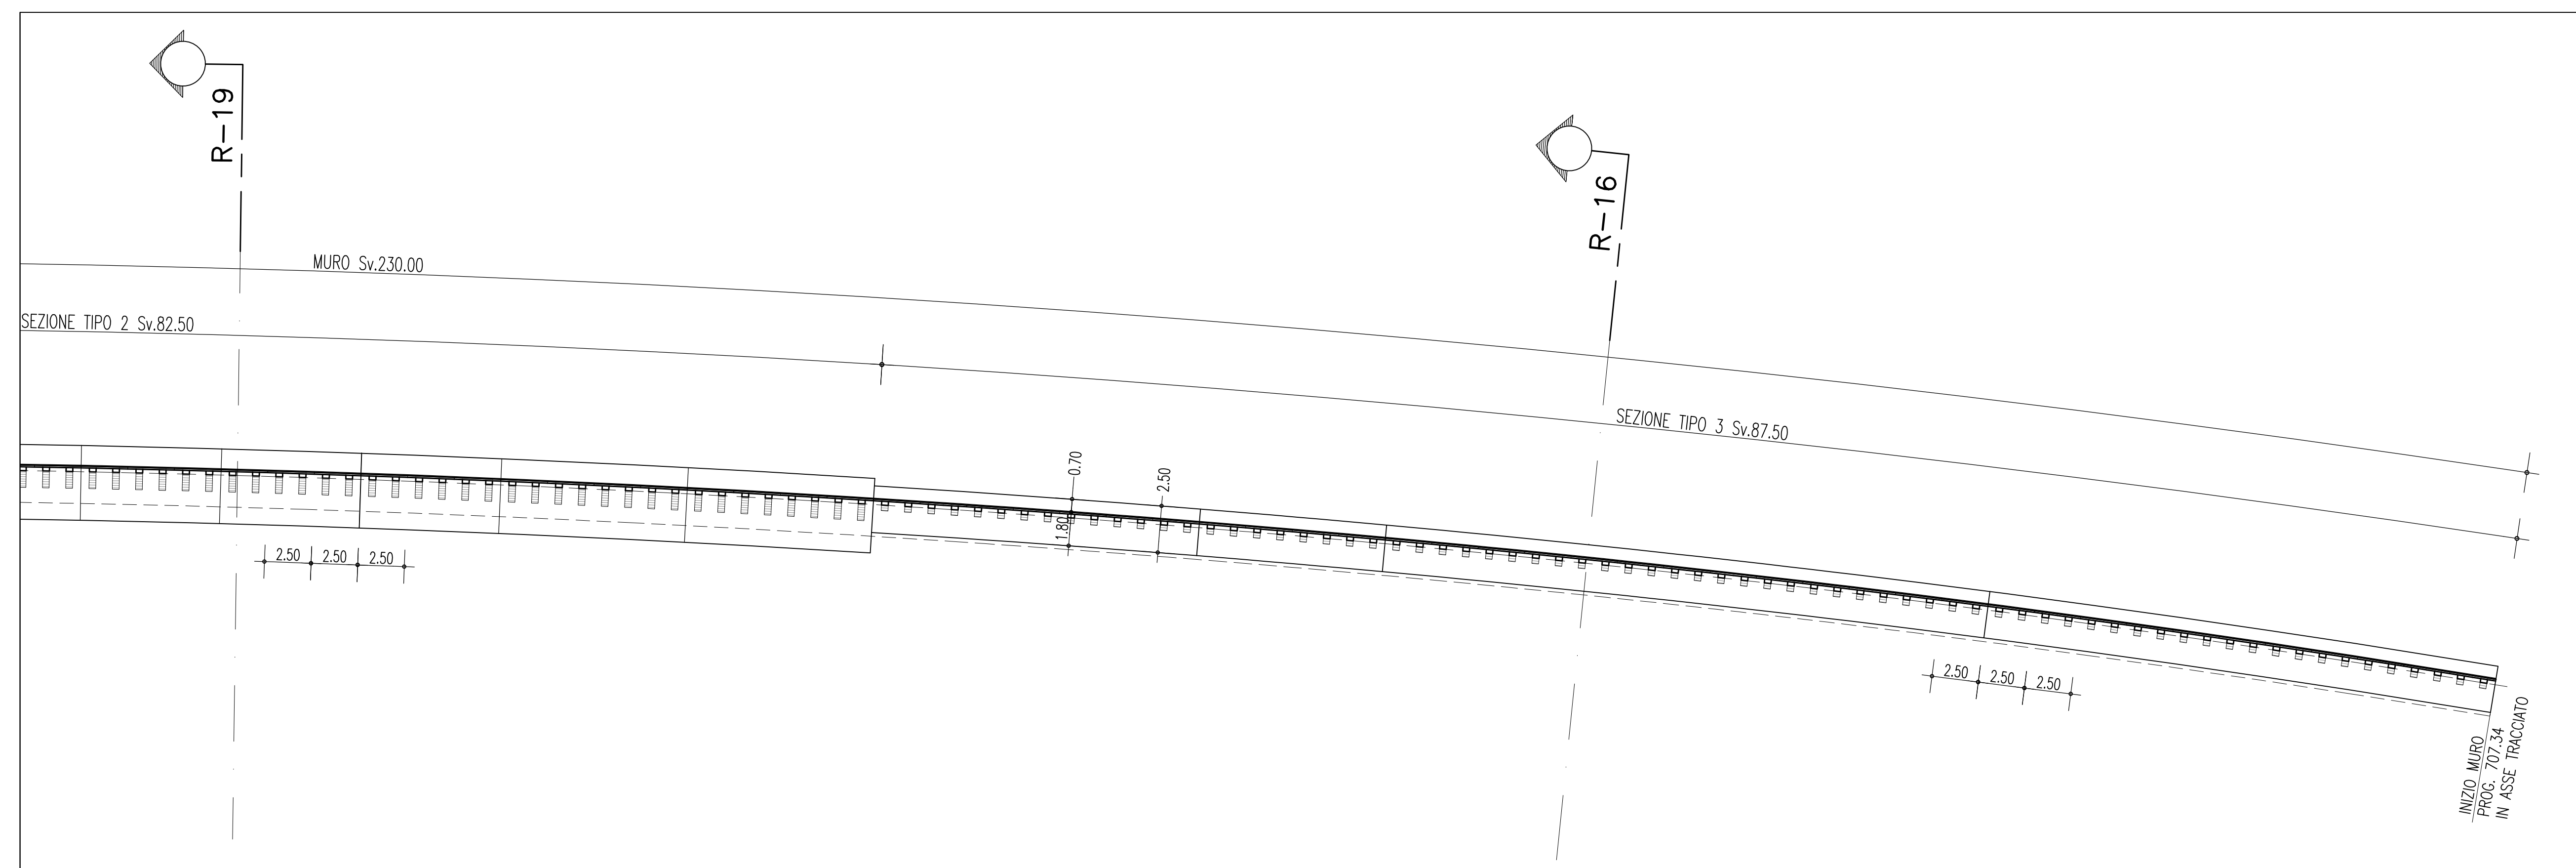 R-19
R-16
MURO Sv.230.00
SEZIONE TIPO 2 Sv.82.50
SEZIONE TIPO 3 Sv.87.50
0.70
2.50
1.80
2.50
2.50
2.50
2.50
2.50
2.50
INIZIO MURO
PROG. 707.34
IN ASSE TRACCIATO